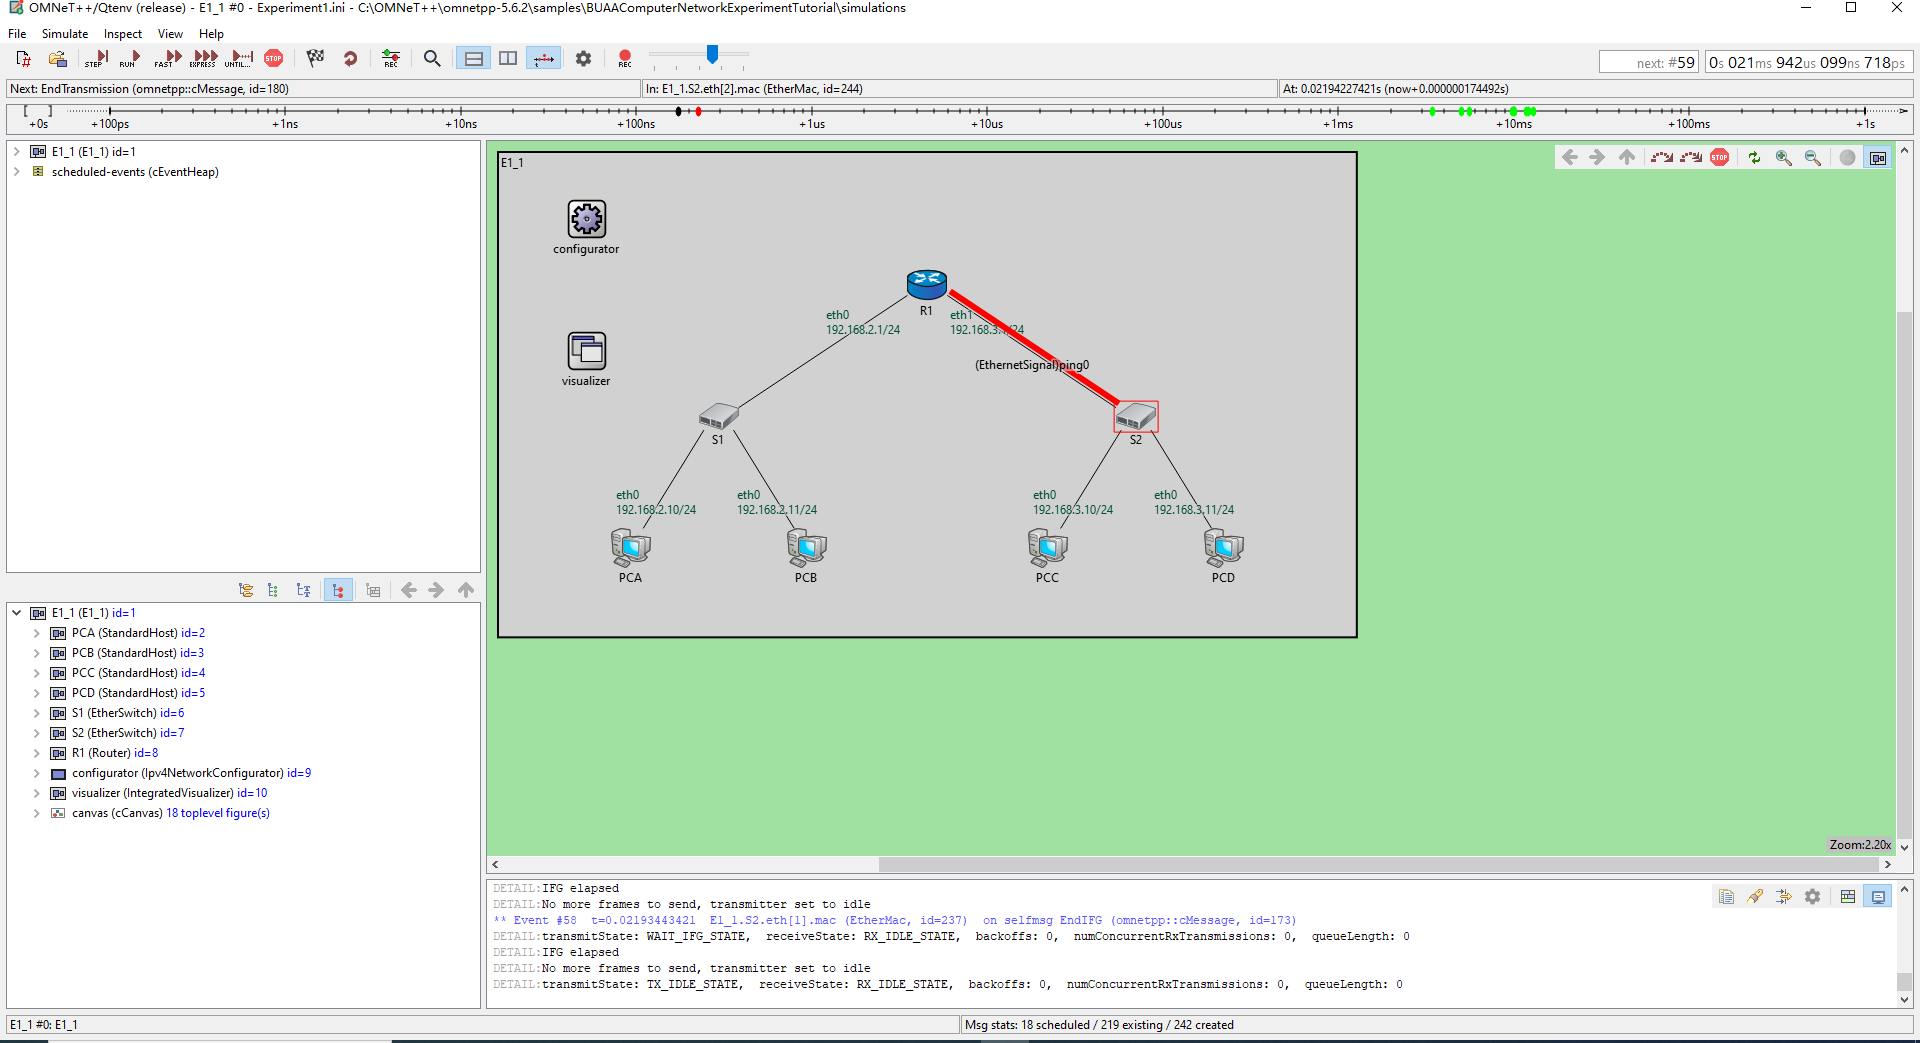 OMNeT++/Qtenv (release) - E1_1 #0 - Experiment1.ini - C:\OMNeT++\omnetpp-5.6.2\samples\BUAAComputerNetworkExperimentTutorial\simulations
File Simulate Inspect View Help
STEP RUN FAST EXPRESS UNTIL... STOP REC REC next: #59 0s 021ms 942us 099ns 718ps
Next: EndTransmission (omnetpp::cMessage, id=180) In: E1_1.S2.eth[2].mac (EtherMac, id=244) At: 0.02194227421s (now+0.000000174492s)
+0s +100ps +1ns +10ns +100ns +1us +10us +100us +1ms +10ms +100ms +1s
E1_1 (E1_1) id=1
scheduled-events (cEventHeap)
E1_1 (E1_1) id=1
PCA (StandardHost) id=2
PCB (StandardHost) id=3
PCC (StandardHost) id=4
PCD (StandardHost) id=5
S1 (EtherSwitch) id=6
S2 (EtherSwitch) id=7
R1 (Router) id=8
configurator (Ipv4NetworkConfigurator) id=9
visualizer (IntegratedVisualizer) id=10
canvas (cCanvas) 18 toplevel figure(s)
E1_1
STOP
configurator
R1
eth0
192.168.2.1/24
eth1
192.168.3.1/24
(EthernetSignal)ping0
visualizer
S1
S2
eth0
192.168.2.10/24
eth0
192.168.2.11/24
eth0
192.168.3.10/24
eth0
192.168.3.11/24
PCA
PCB
PCC
PCD
Zoom:2.20x
DETAIL:IFG elapsed
DETAIL:No more frames to send, transmitter set to idle
** Event #58 t=0.02193443421 E1_1.S2.eth[1].mac (EtherMac, id=237) on selfmsg EndIFG (omnetpp::cMessage, id=173)
DETAIL:transmitState: WAIT_IFG_STATE, receiveState: RX_IDLE_STATE, backoffs: 0, numConcurrentRxTransmissions: 0, queueLength: 0
DETAIL:IFG elapsed
DETAIL:No more frames to send, transmitter set to idle
DETAIL:transmitState: TX_IDLE_STATE, receiveState: RX_IDLE_STATE, backoffs: 0, numConcurrentRxTransmissions: 0, queueLength: 0
E1_1 #0: E1_1
Msg stats: 18 scheduled / 219 existing / 242 created